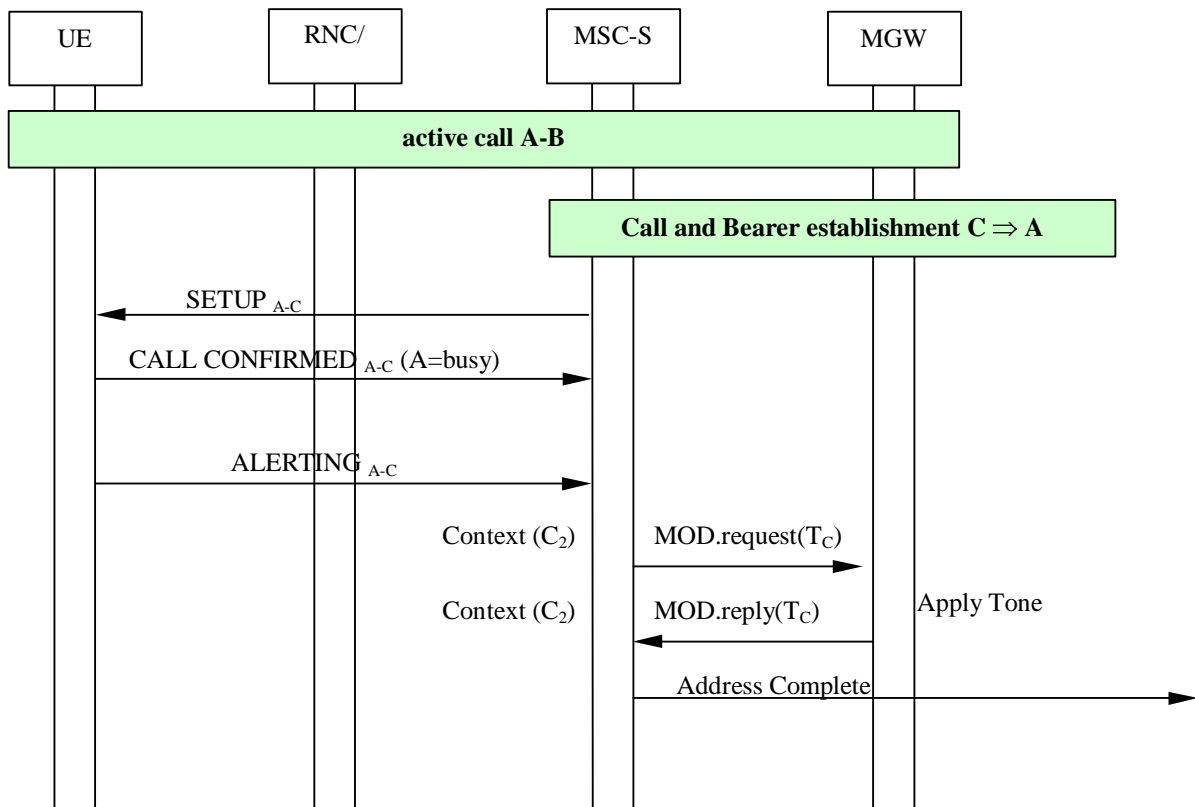 UE
RNC/
MSC-S
MGW
active call A-B
Call and Bearer establishment C ⇒ A
SETUP A-C
CALL CONFIRMED A-C (A=busy)
ALERTING A-C
Context (C2) MOD.request(TC)
Context (C2) MOD.reply(TC) Apply Tone
Address Complete